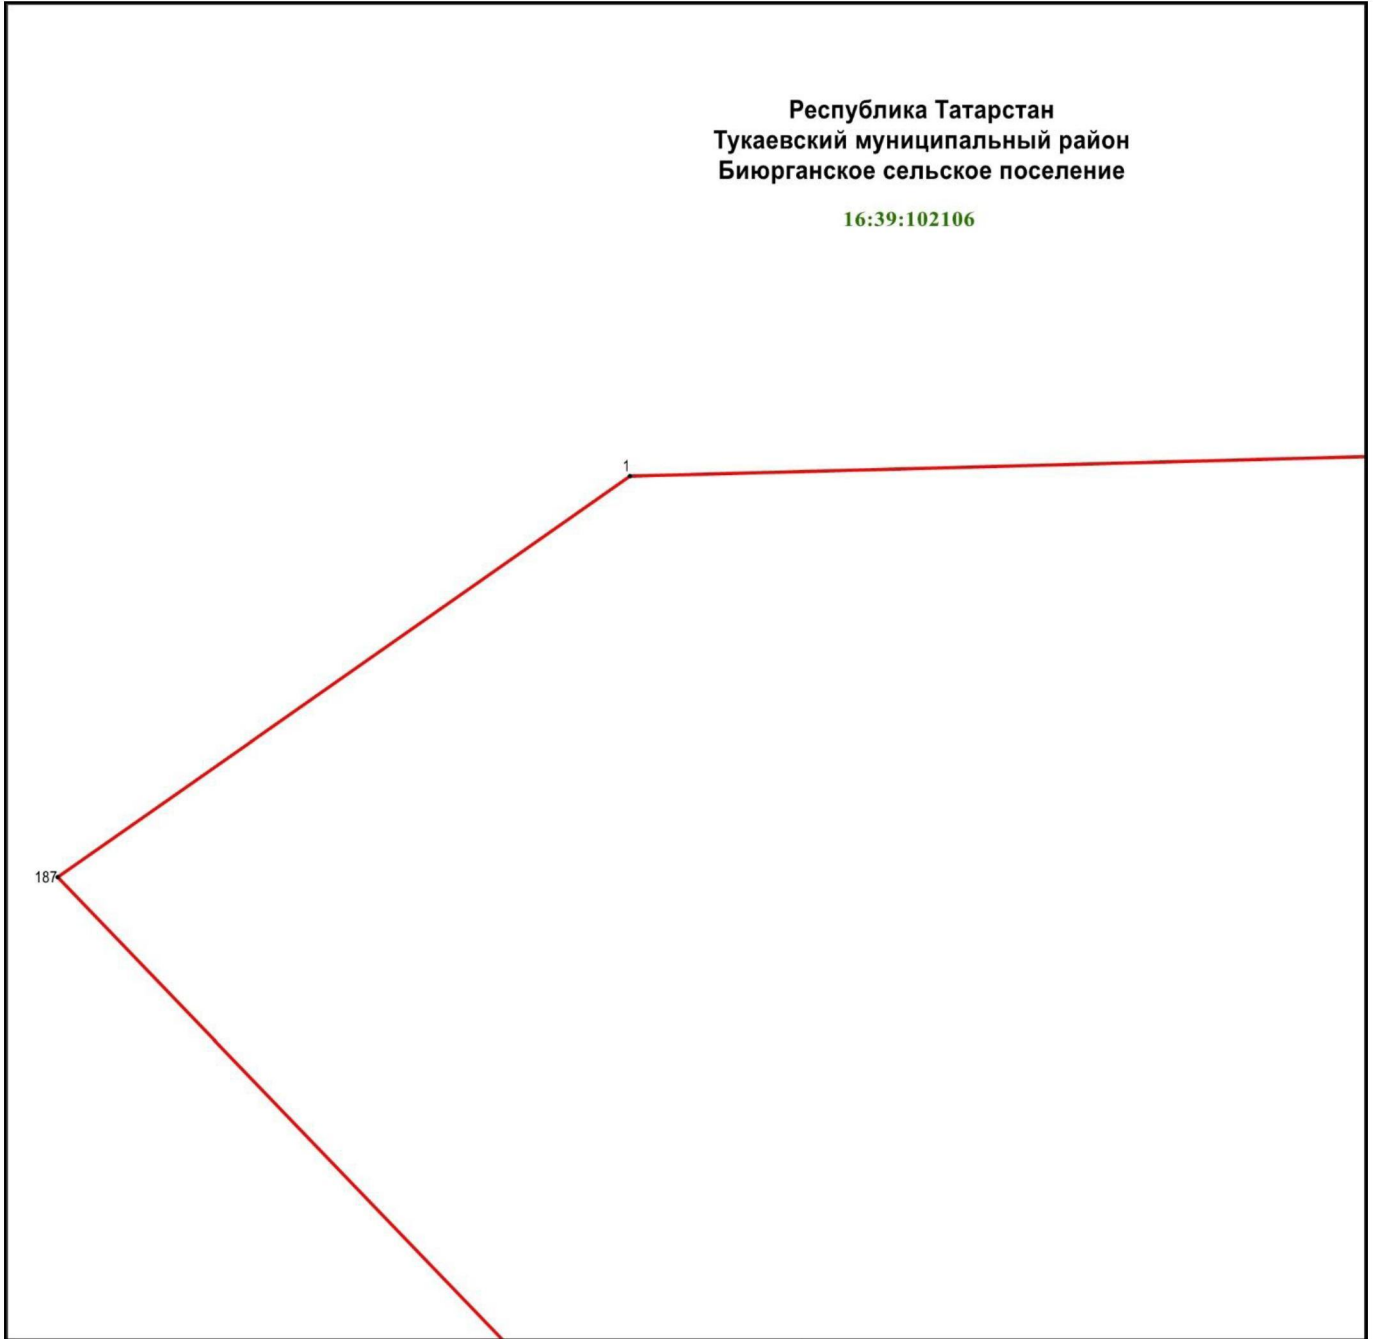 Республика Татарстан
Тукаевский муниципальный район
Биюрганское сельское поселение
16:39:102106
1
187